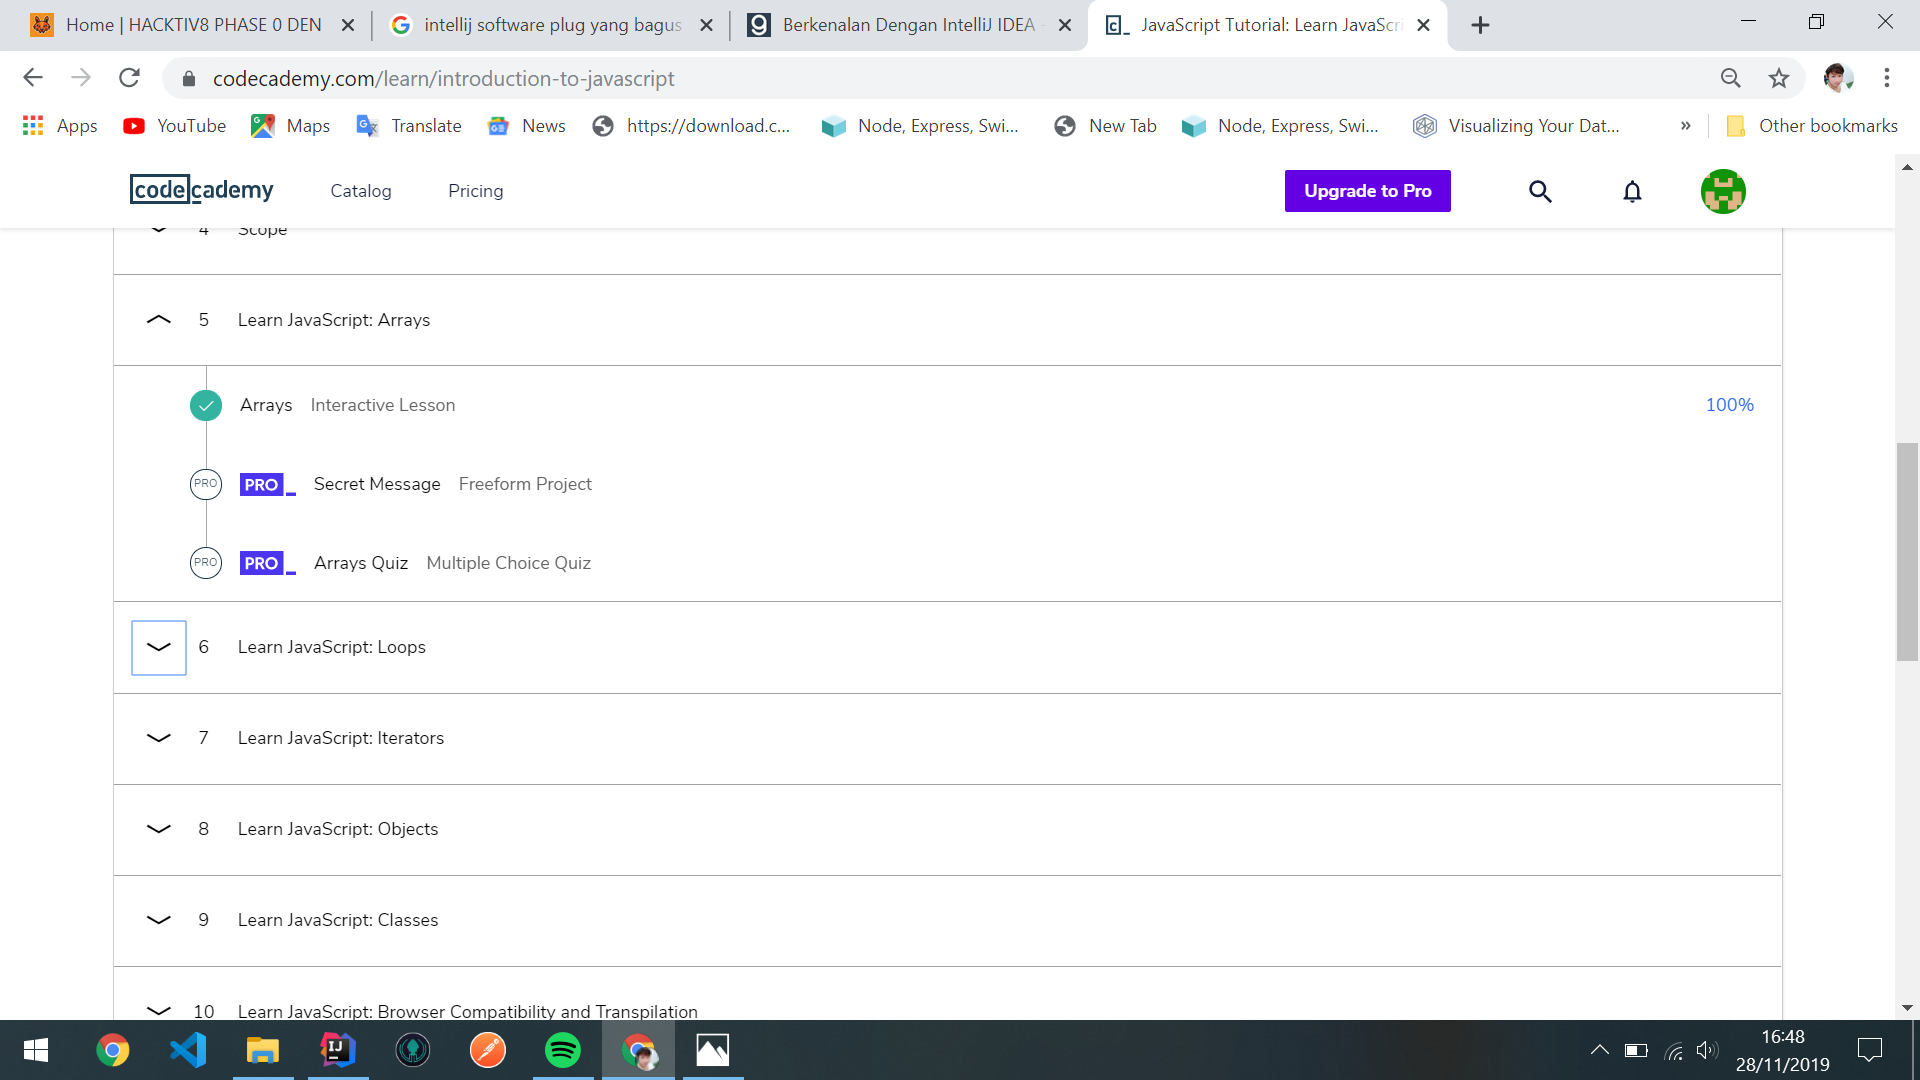 Home | HACKTIV8 PHASE 0 DEN
intellij software plug yang bagus
Berkenalan Dengan IntelliJ IDEA -
JavaScript Tutorial: Learn JavaScri
codecademy.com/learn/introduction-to-javascript
Apps YouTube Maps Translate News https://download.c... Node, Express, Swi... New Tab Node, Express, Swi... Visualizing Your Dat... » Other bookmarks
codecademy Catalog Pricing Upgrade to Pro
4 Scope
5 Learn JavaScript: Arrays
Arrays Interactive Lesson 100%
PRO PRO_ Secret Message Freeform Project
PRO PRO_ Arrays Quiz Multiple Choice Quiz
6 Learn JavaScript: Loops
7 Learn JavaScript: Iterators
8 Learn JavaScript: Objects
9 Learn JavaScript: Classes
10 Learn JavaScript: Browser Compatibility and Transpilation
16:48
28/11/2019